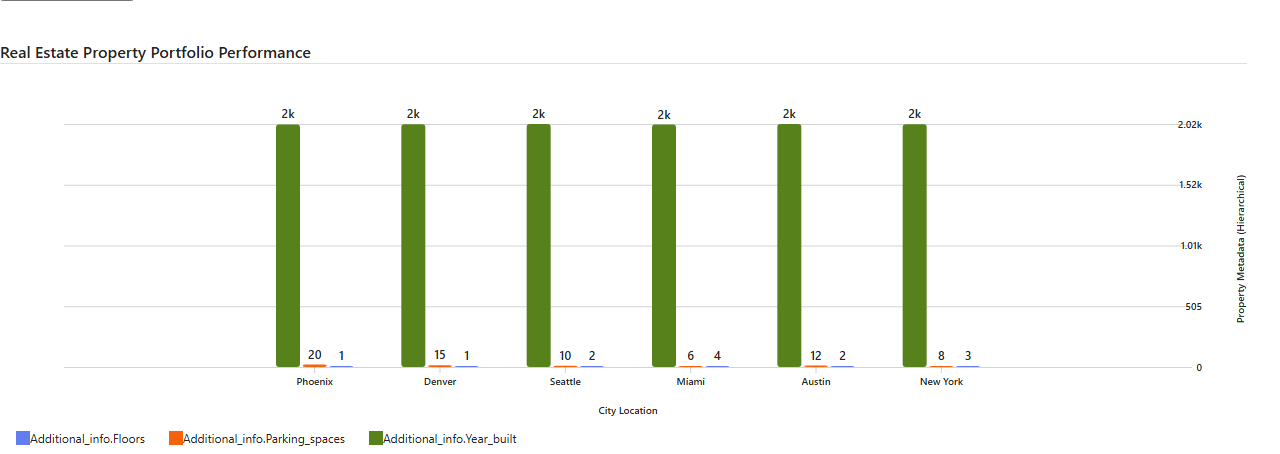 Real Estate Property Portfolio Performance
2k 2k 2k 2k 2k 2k
2.02k
1.52k
1.01k
505
0
Property Metadata (Hierarchical)
20 1 15 1 10 2 6 4 12 2 8 3
Phoenix Denver Seattle Miami Austin New York
City Location
Additional_info.Floors Additional_info.Parking_spaces Additional_info.Year_built